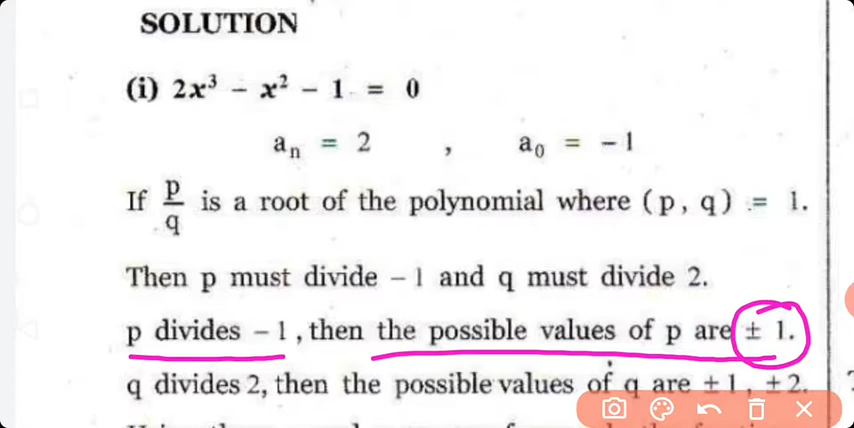 SOLUTION
(i) 2x³ – x² – 1 = 0
aₙ = 2 , a₀ = – 1
If p/q is a root of the polynomial where (p, q) = 1.
Then p must divide – 1 and q must divide 2.
p divides – 1, then the possible values of p are ± 1.
q divides 2, then the possible values of q are ± 1, ± 2.